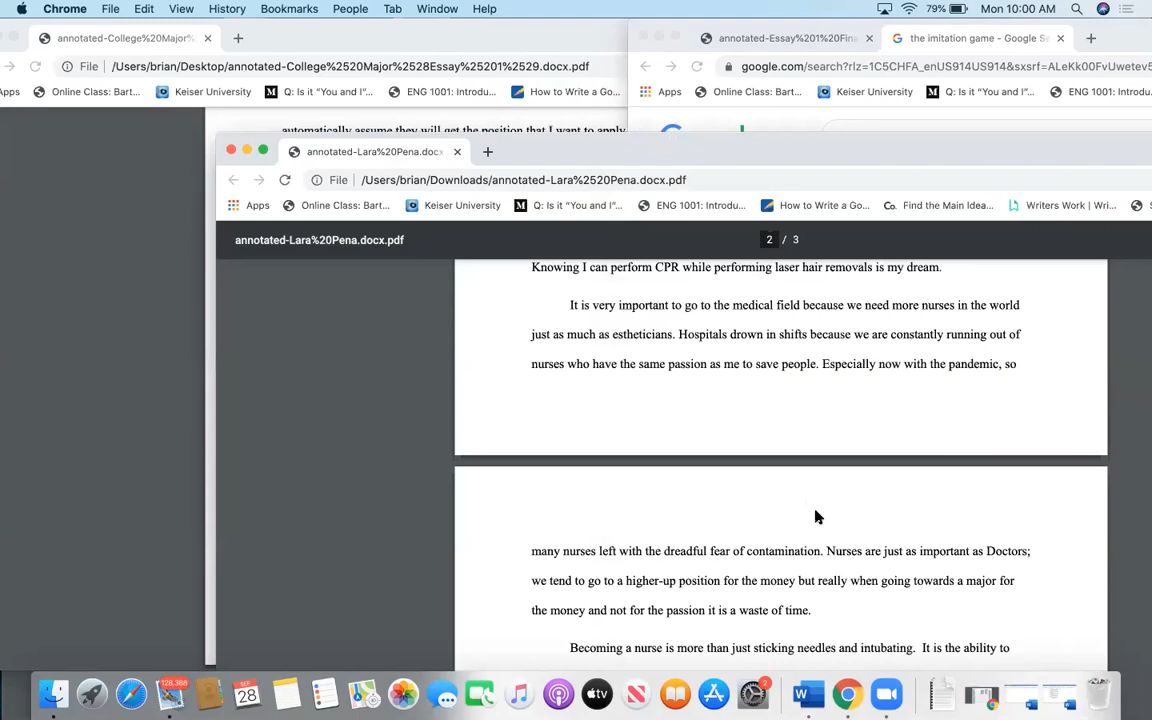 Chrome File Edit View History Bookmarks People Tab Window Help 79% Mon 10:00 AM
annotated-College%20Major% × +
annotated-Essay%201%20Fina × the imitation game - Google Se × +
File /Users/brian/Desktop/annotated-College%20Major%2528Essay%25201%2529.docx.pdf
google.com/search?rlz=1C5CHFA_enUS914US914&sxsrf=ALeKk00FvUwetev5
Apps Online Class: Bart... Keiser University Q: Is it “You and I”... ENG 1001: Introdu... How to Write a Go...
Apps Online Class: Bart... Keiser University Q: Is it “You and I”... ENG 1001: Introdu
automatically assume they will get the position that I want to apply
annotated-Lara%20Pena.docx × +
File /Users/brian/Downloads/annotated-Lara%2520Pena.docx.pdf
Apps Online Class: Bart... Keiser University Q: Is it “You and I”... ENG 1001: Introdu... How to Write a Go... Co. Find the Main Idea... Writers Work | Wri... S
annotated-Lara%20Pena.docx.pdf
2 / 3
Knowing I can perform CPR while performing laser hair removals is my dream.
It is very important to go to the medical field because we need more nurses in the world
just as much as estheticians. Hospitals drown in shifts because we are constantly running out of
nurses who have the same passion as me to save people. Especially now with the pandemic, so
many nurses left with the dreadful fear of contamination. Nurses are just as important as Doctors;
we tend to go to a higher-up position for the money but really when going towards a major for
the money and not for the passion it is a waste of time.
Becoming a nurse is more than just sticking needles and intubating. It is the ability to
128,388
SEP
28
tv
2
W